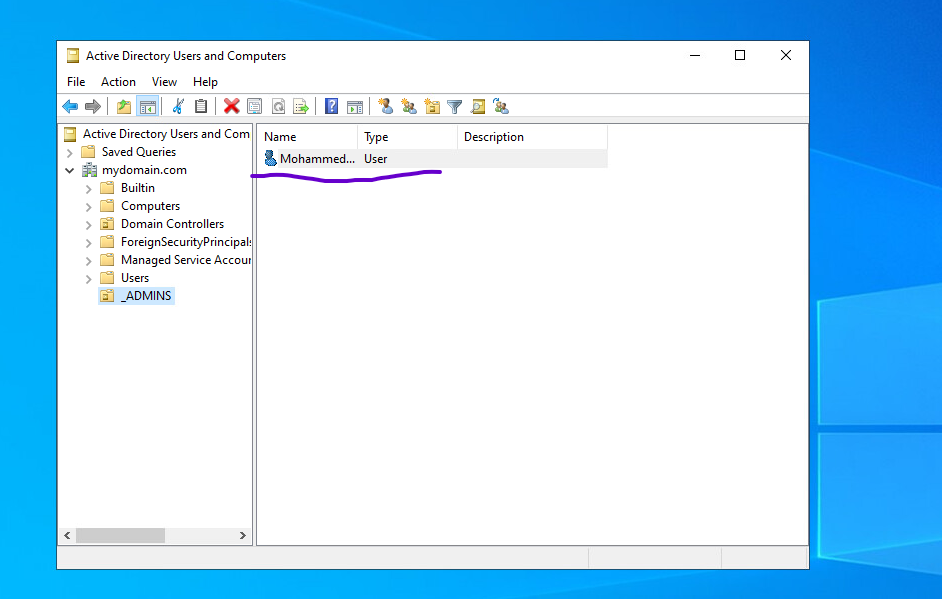 Active Directory Users and Computers
File Action View Help
Active Directory Users and Com
Saved Queries
mydomain.com
Builtin
Computers
Domain Controllers
ForeignSecurityPrincipals
Managed Service Accour
Users
_ADMINS
Name Type Description
Mohammed... User